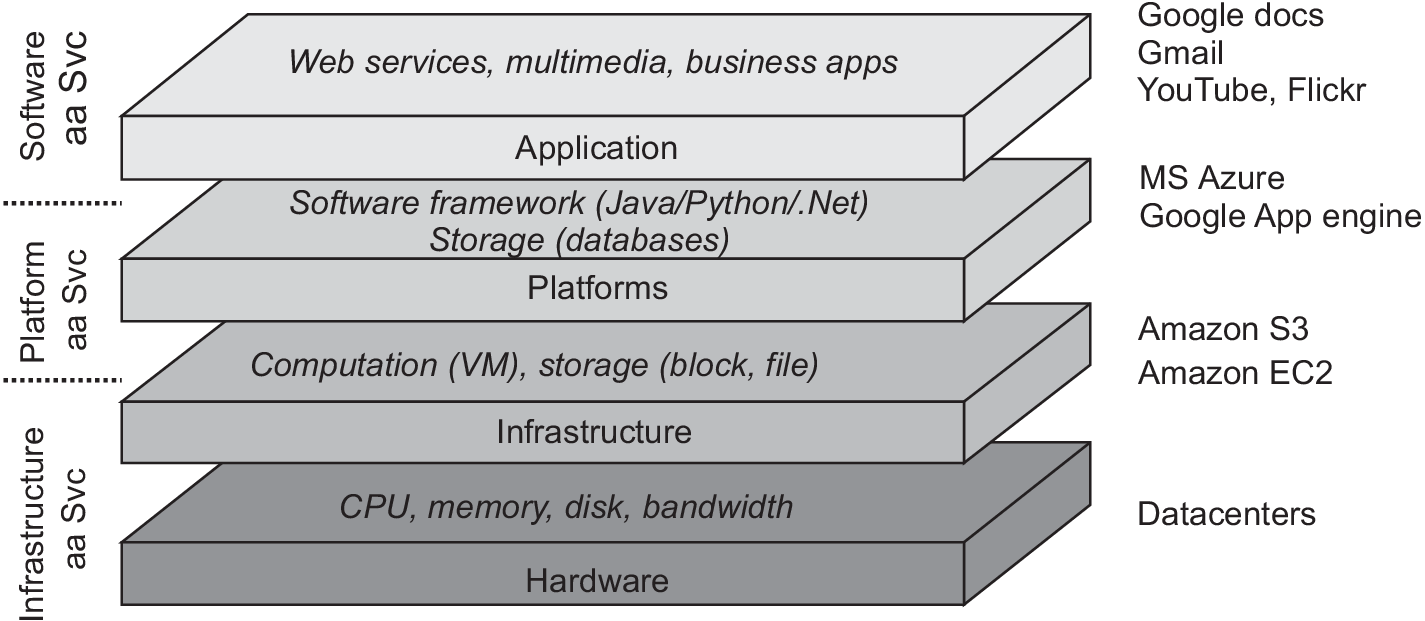 Software
aa Svc
Web services, multimedia, business apps
Application
Google docs
Gmail
YouTube, Flickr
Platform
aa Svc
Software framework (Java/Python/.Net)
Storage (databases)
Platforms
MS Azure
Google App engine
Infrastructure
aa Svc
Computation (VM), storage (block, file)
Infrastructure
Amazon S3
Amazon EC2
CPU, memory, disk, bandwidth
Hardware
Datacenters